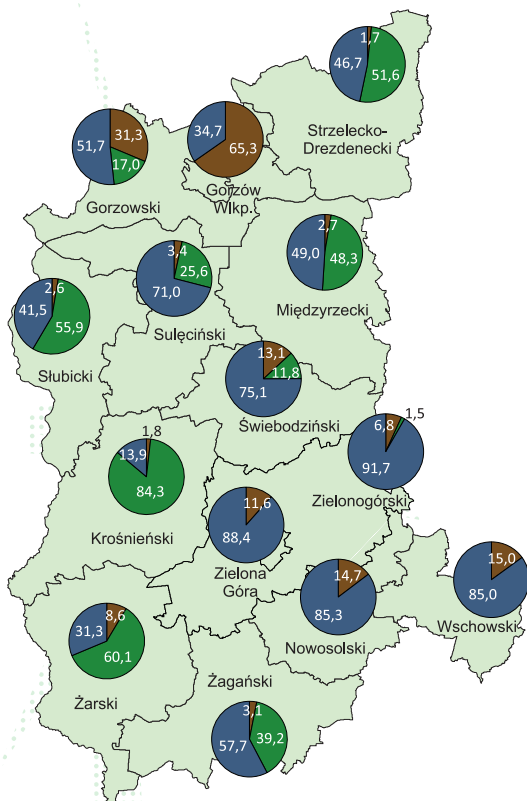 1,7
46,7
51,6
Strzelecko-
Drezdenecki
51,7
31,3
17,0
Gorzowski
34,7
65,3
Gorzów
Wlkp.
2,7
49,0
48,3
Międzyrzecki
3,4
25,6
71,0
Sulęciński
2,6
41,5
55,9
Słubicki
13,1
11,8
75,1
Świebodziński
1,5
6,8
91,7
Zielonogórski
1,8
13,9
84,3
Krośnieński
11,6
88,4
Zielona
Góra
14,7
85,3
Nowosolski
15,0
85,0
Wschowski
8,6
31,3
60,1
Żarski
Żagański
3,1
39,2
57,7